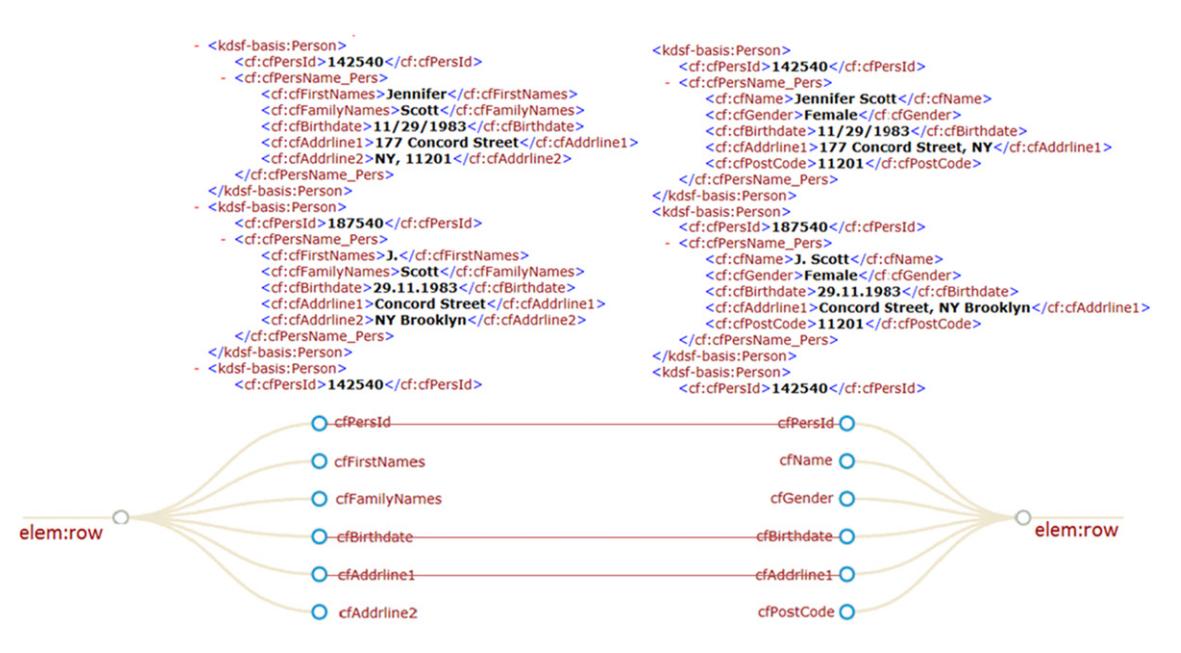 - <kdsf-basis:Person>
<cf:cfPersId>142540</cf:cfPersId>
- <cf:cfPersName_Pers>
<cf:cfFirstNames>Jennifer</cf:cfFirstNames>
<cf:cfFamilyNames>Scott</cf:cfFamilyNames>
<cf:cfBirthdate>11/29/1983</cf:cfBirthdate>
<cf:cfAddrline1>177 Concord Street</cf:cfAddrline1>
<cf:cfAddrline2>NY, 11201</cf:cfAddrline2>
</cf:cfPersName_Pers>
</kdsf-basis:Person>
- <kdsf-basis:Person>
<cf:cfPersId>187540</cf:cfPersId>
- <cf:cfPersName_Pers>
<cf:cfFirstNames>J.</cf:cfFirstNames>
<cf:cfFamilyNames>Scott</cf:cfFamilyNames>
<cf:cfBirthdate>29.11.1983</cf:cfBirthdate>
<cf:cfAddrline1>Concord Street</cf:cfAddrline1>
<cf:cfAddrline2>NY Brooklyn</cf:cfAddrline2>
</cf:cfPersName_Pers>
</kdsf-basis:Person>
- <kdsf-basis:Person>
<cf:cfPersId>142540</cf:cfPersId>
<kdsf-basis:Person>
<cf:cfPersId>142540</cf:cfPersId>
- <cf:cfPersName_Pers>
<cf:cfName>Jennifer Scott</cf:cfName>
<cf:cfGender>Female</cf:cfGender>
<cf:cfBirthdate>11/29/1983</cf:cfBirthdate>
<cf:cfAddrline1>177 Concord Street, NY</cf:cfAddrline1>
<cf:cfPostCode>11201</cf:cfPostCode>
</cf:cfPersName_Pers>
</kdsf-basis:Person>
<kdsf-basis:Person>
<cf:cfPersId>187540</cf:cfPersId>
- <cf:cfPersName_Pers>
<cf:cfName>J. Scott</cf:cfName>
<cf:cfGender>Female</cf:cfGender>
<cf:cfBirthdate>29.11.1983</cf:cfBirthdate>
<cf:cfAddrline1>Concord Street, NY Brooklyn</cf:cfAddrline1>
<cf:cfPostCode>11201</cf:cfPostCode>
</cf:cfPersName_Pers>
</kdsf-basis:Person>
<kdsf-basis:Person>
<cf:cfPersId>142540</cf:cfPersId>
elem:row
cfPersId
cfFirstNames
cfFamilyNames
cfBirthdate
cfAddrline1
cfAddrline2
cfPersId
cfName
cfGender
cfBirthdate
cfAddrline1
cfPostCode
elem:row